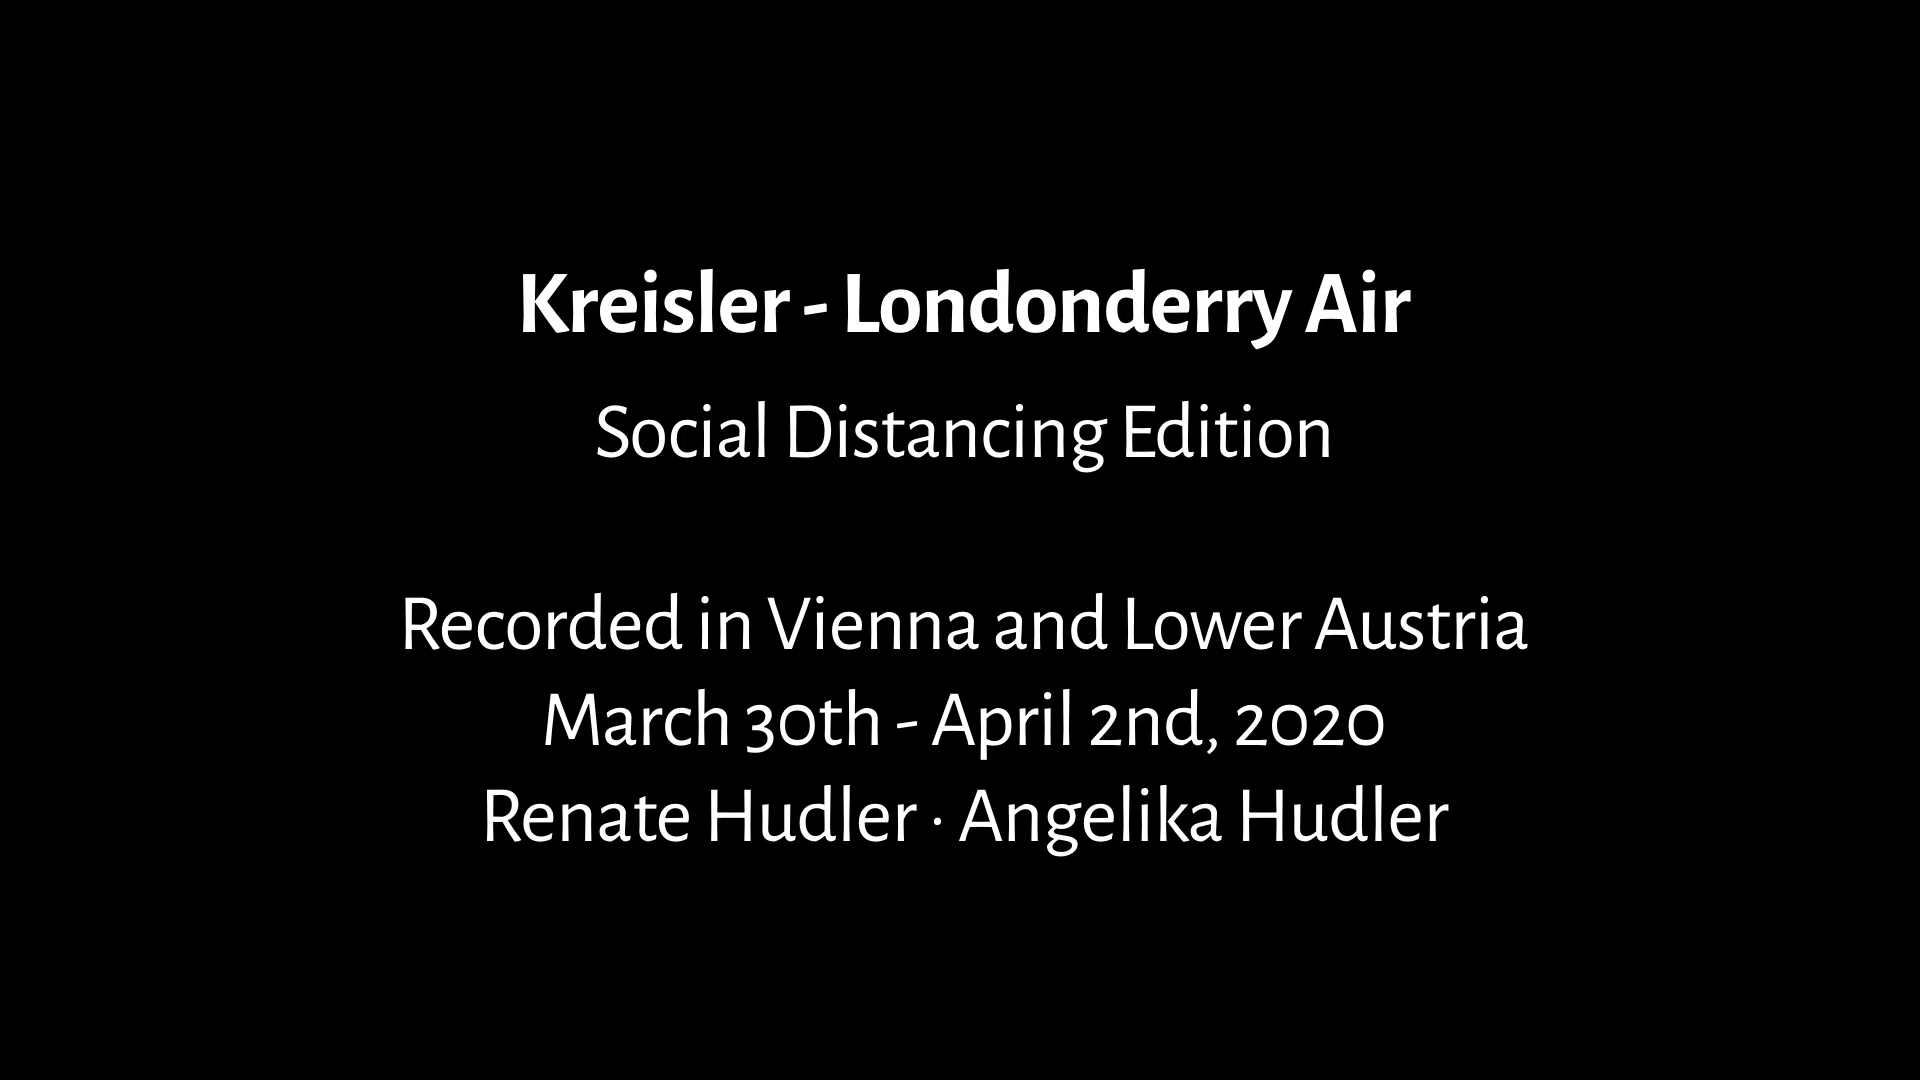 Kreisler - Londonderry Air
Social Distancing Edition
Recorded in Vienna and Lower Austria
March 30th - April 2nd, 2020
Renate Hudler · Angelika Hudler